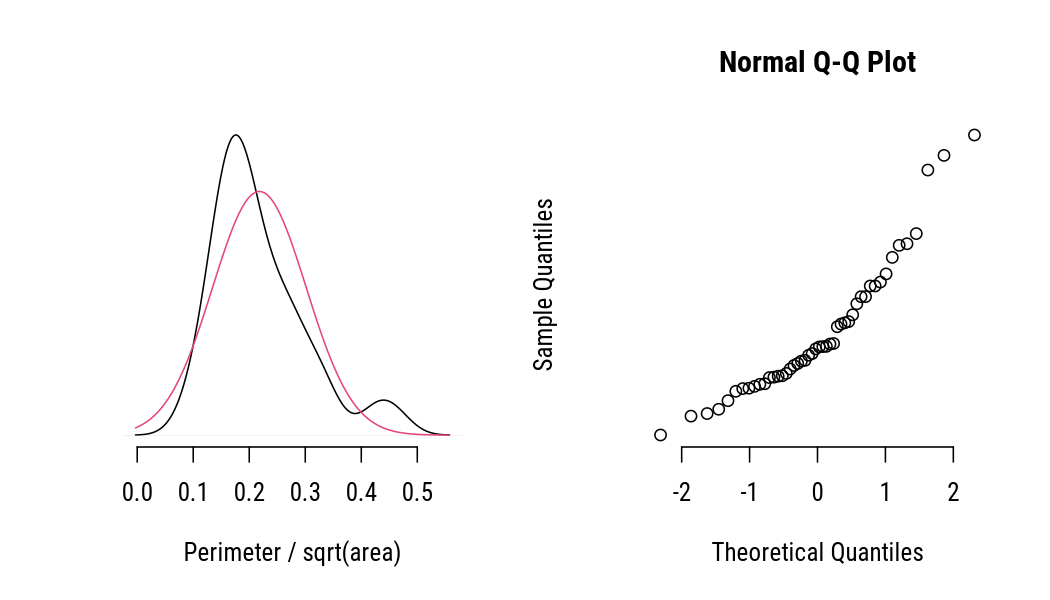 0.0 0.1 0.2 0.3 0.4 0.5
Perimeter / sqrt(area)
Normal Q-Q Plot
Sample Quantiles
-2 -1 0 1 2
Theoretical Quantiles